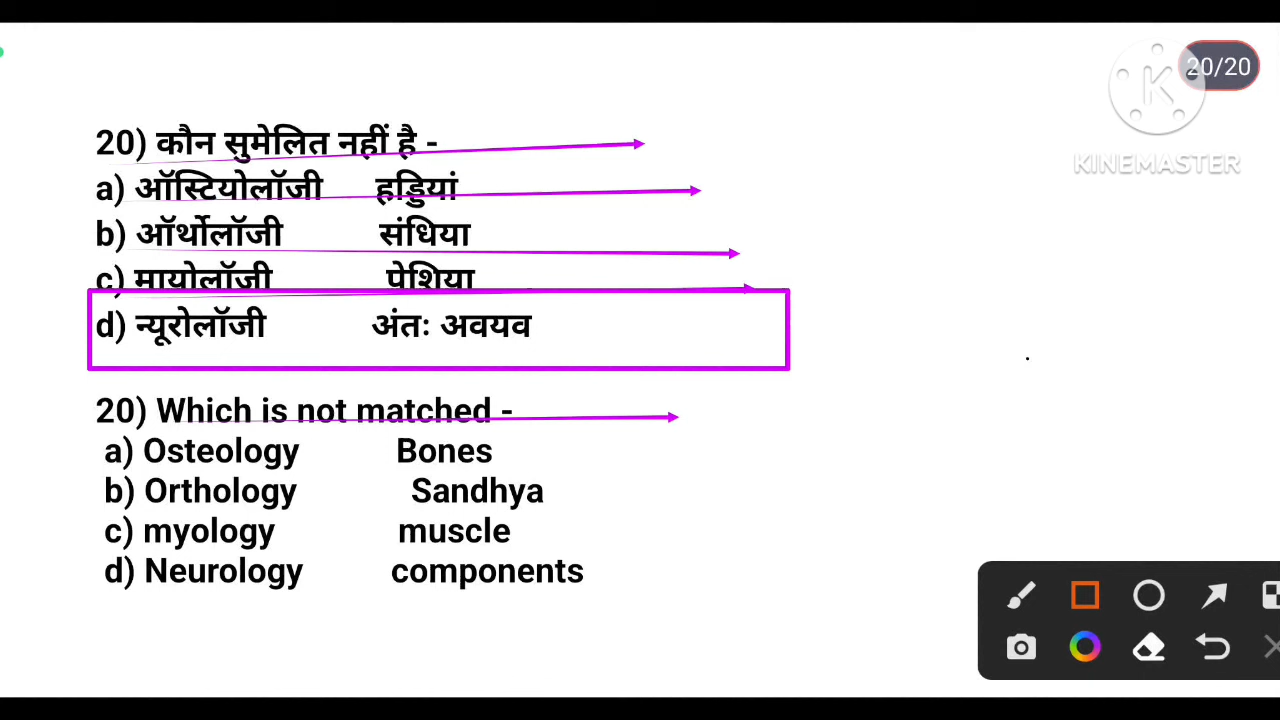 20/20
KINEMASTER
20) कौन सुमेलित नहीं है -
a) ऑस्टियोलॉजी हड्डियां
b) ऑर्थोलॉजी संधिया
c) मायोलॉजी पेशिया
d) न्यूरोलॉजी अंतः अवयव
20) Which is not matched -
a) Osteology Bones
b) Orthology Sandhya
c) myology muscle
d) Neurology components